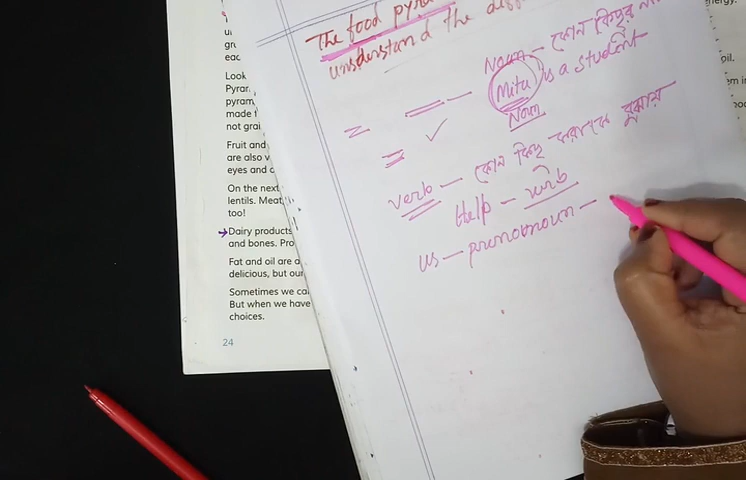 The food pyra
understand the diff
Noun — কোন কিছুর না
Mita is a student
Noun
verb — কোন কিছু করাকে বুঝায়
Help — verb
us — pronounoun —
Look
Pyra
pyram
made
not grai
Fruit and
are also v
eyes and
On the next
lentils. Meat,
too!
Dairy products
and bones. Pro
Fat and oil are a
delicious, but our
Sometimes we ca
But when we have
choices.
24
nergy.
oil.